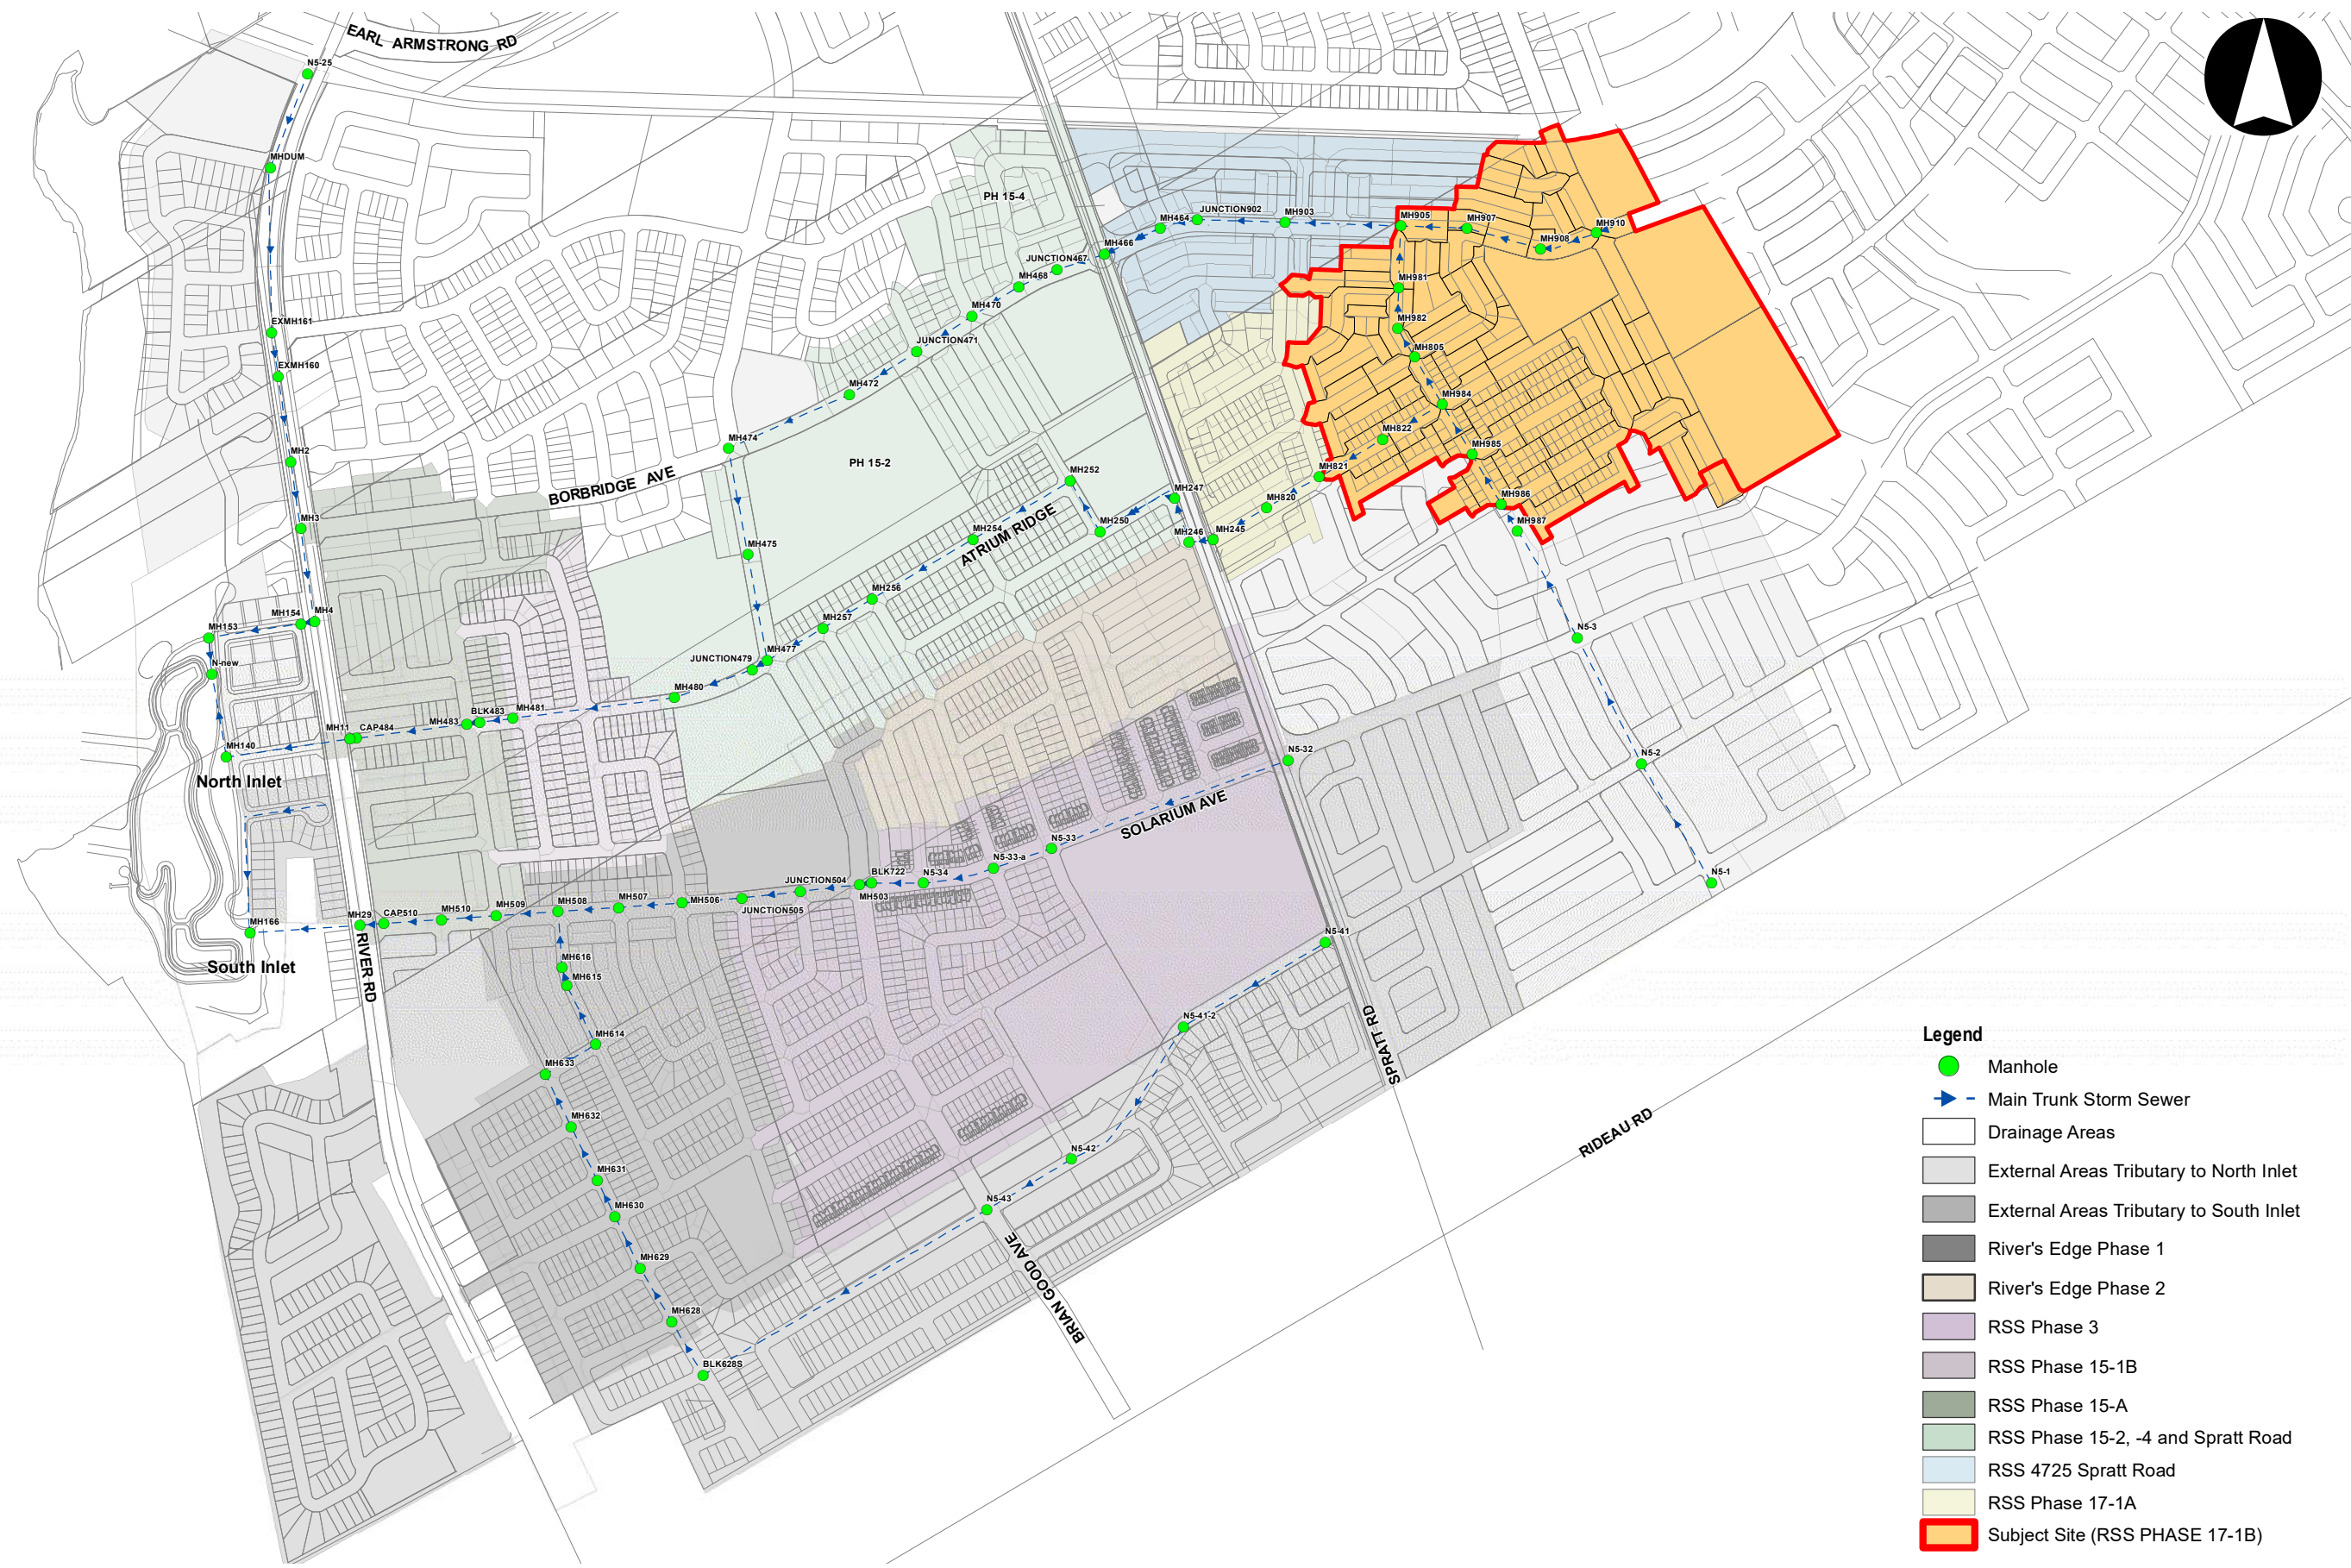 EARL ARMSTRONG RD
N5-25
MHDUM
PH 15-4
MH464
JUNCTION902
MH903
MH905
MH907
MH910
MH908
MH466
JUNCTION467
MH468
MH981
MH470
MH982
EXMH161
JUNCTION471
MH805
EXMH160
MH472
MH984
MH822
MH474
MH985
MH2
PH 15-2
MH821
BORBRIDGE AVE
MH252
MH247
MH820
MH986
MH3
MH254
ATRIUM RIDGE
MH250
MH246
MH245
MH987
MH475
MH256
MH154
MH4
MH257
MH153
N5-3
N-new
JUNCTION479
MH477
MH480
BLK483
MH481
MH483
MH11
CAP484
MH140
N5-32
N5-2
North Inlet
SOLARIUM AVE
N5-33
N5-33-a
N5-34
BLK722
JUNCTION504
MH503
N5-1
MH506
JUNCTION505
MH507
MH508
MH509
MH510
CAP510
MH29
MH166
N5-41
RIVER RD
South Inlet
MH616
MH615
N5-41-2
SPRATT RD
MH614
MH633
MH632
N5-42
RIDEAU RD
MH631
N5-43
MH630
BRIAN GOOD AVE
MH629
MH628
BLK628S
Legend
Manhole
Main Trunk Storm Sewer
Drainage Areas
External Areas Tributary to North Inlet
External Areas Tributary to South Inlet
River's Edge Phase 1
River's Edge Phase 2
RSS Phase 3
RSS Phase 15-1B
RSS Phase 15-A
RSS Phase 15-2, -4 and Spratt Road
RSS 4725 Spratt Road
RSS Phase 17-1A
Subject Site (RSS PHASE 17-1B)